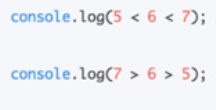 console.log(5 < 6 < 7);
console.log(7 > 6 > 5);